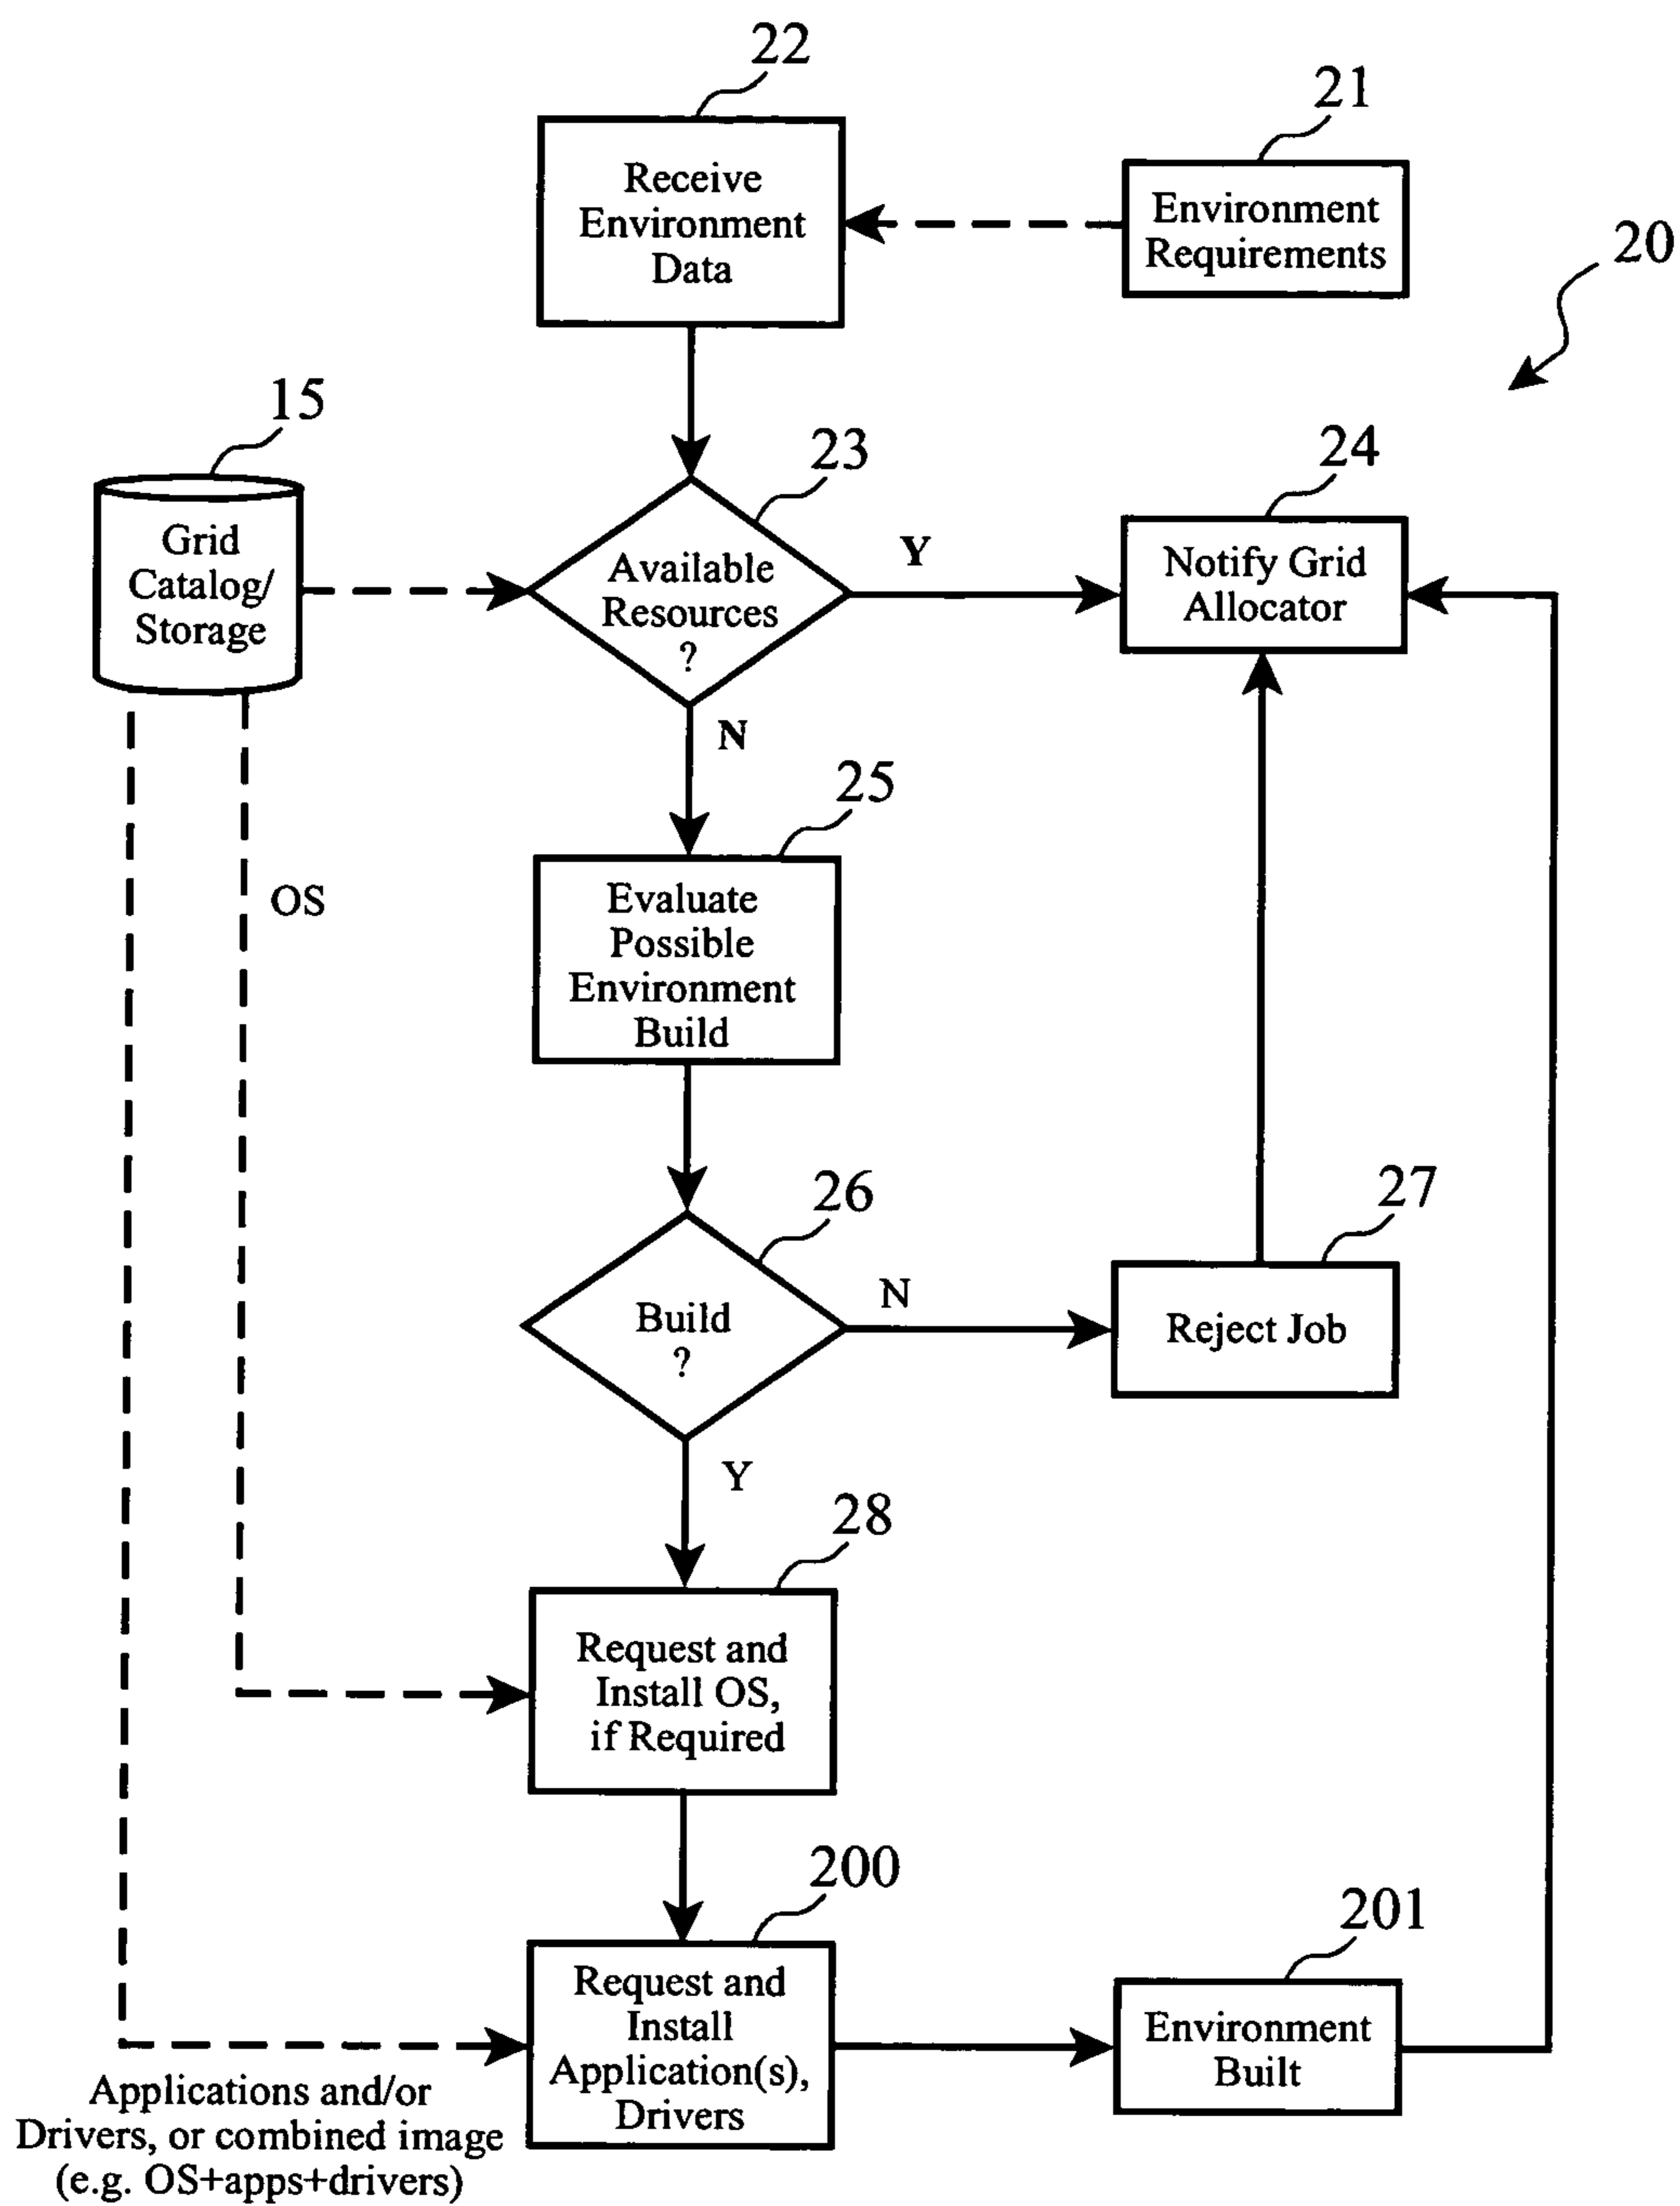 22
Receive
Environment
Data
21
Environment
Requirements
20
15
Grid
Catalog/
Storage
23
Available
Resources
?
Y
N
24
Notify Grid
Allocator
OS
25
Evaluate
Possible
Environment
Build
26
Build
?
N
Y
27
Reject Job
28
Request and
Install OS,
if Required
200
Request and
Install
Application(s),
Drivers
201
Environment
Built
Applications and/or
Drivers, or combined image
(e.g. OS+apps+drivers)